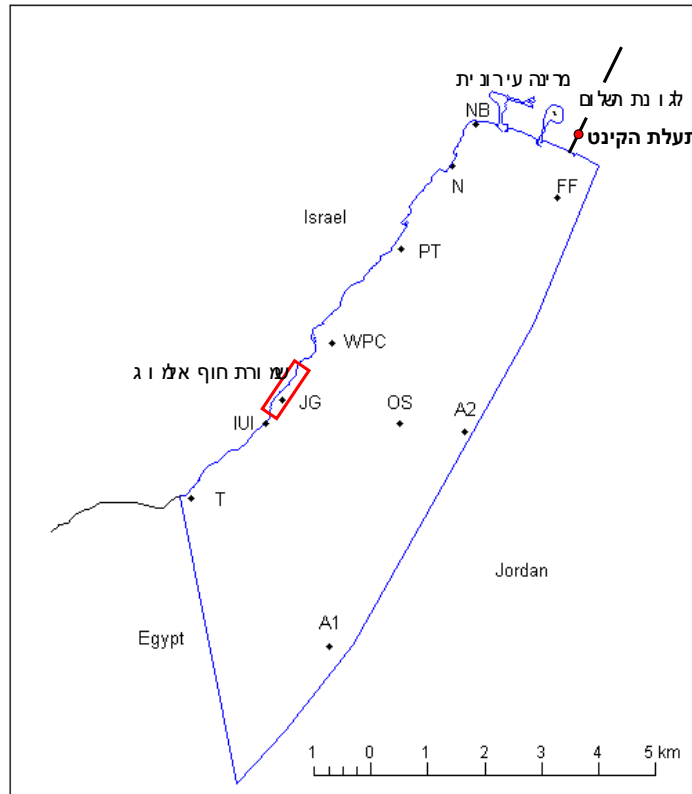 מרינה עירונית
לגונת תשלום
תעלת הקינט
NB
N
FF
Israel
PT
WPC
שמורת חוף אלמוג
JG
OS
A2
IUI
T
Jordan
A1
Egypt
1 0 1 2 3 4 5 km